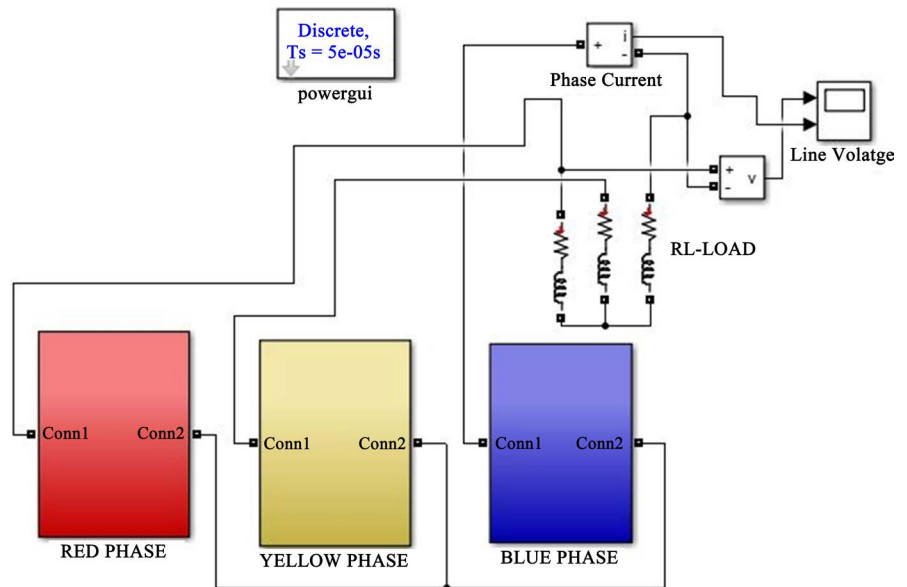 Discrete,
Ts = 5e-05s
powergui
+
i
-
Phase Current
Line Volatge
+
v
-
RL-LOAD
Conn1
Conn2
RED PHASE
Conn1
Conn2
YELLOW PHASE
Conn1
Conn2
BLUE PHASE